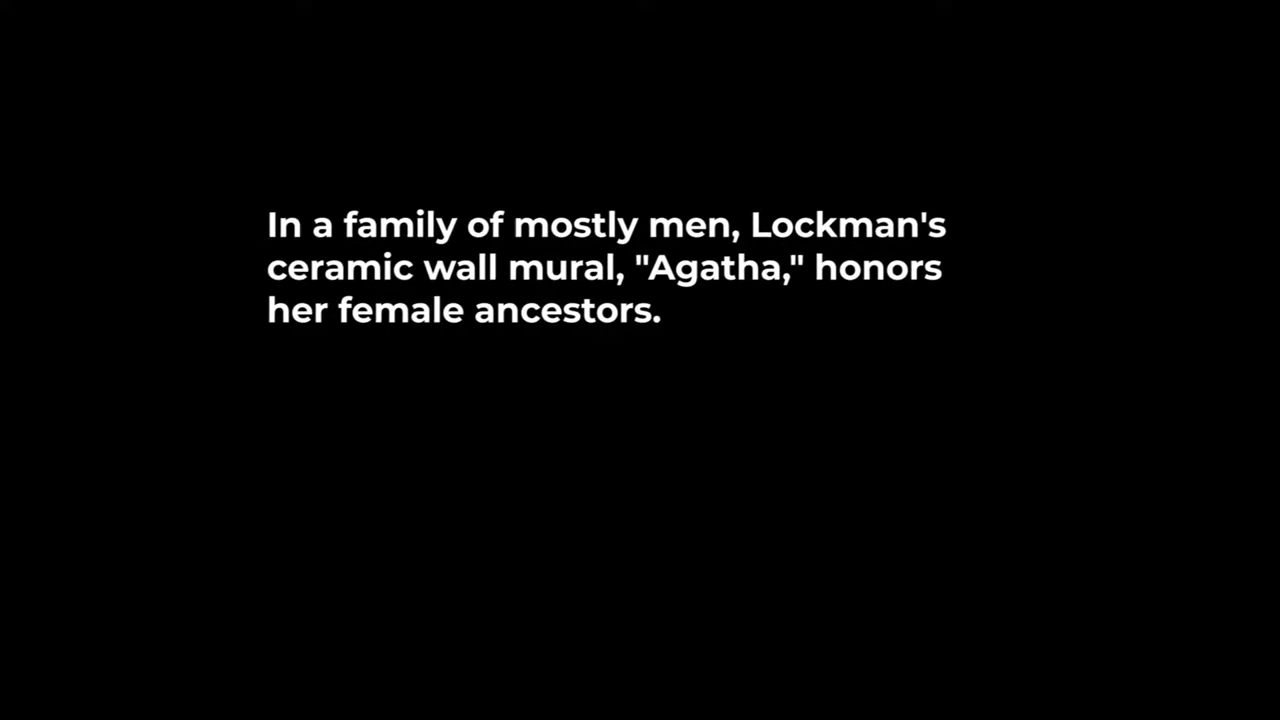 In a family of mostly men, Lockman's
ceramic wall mural, "Agatha," honors
her female ancestors.